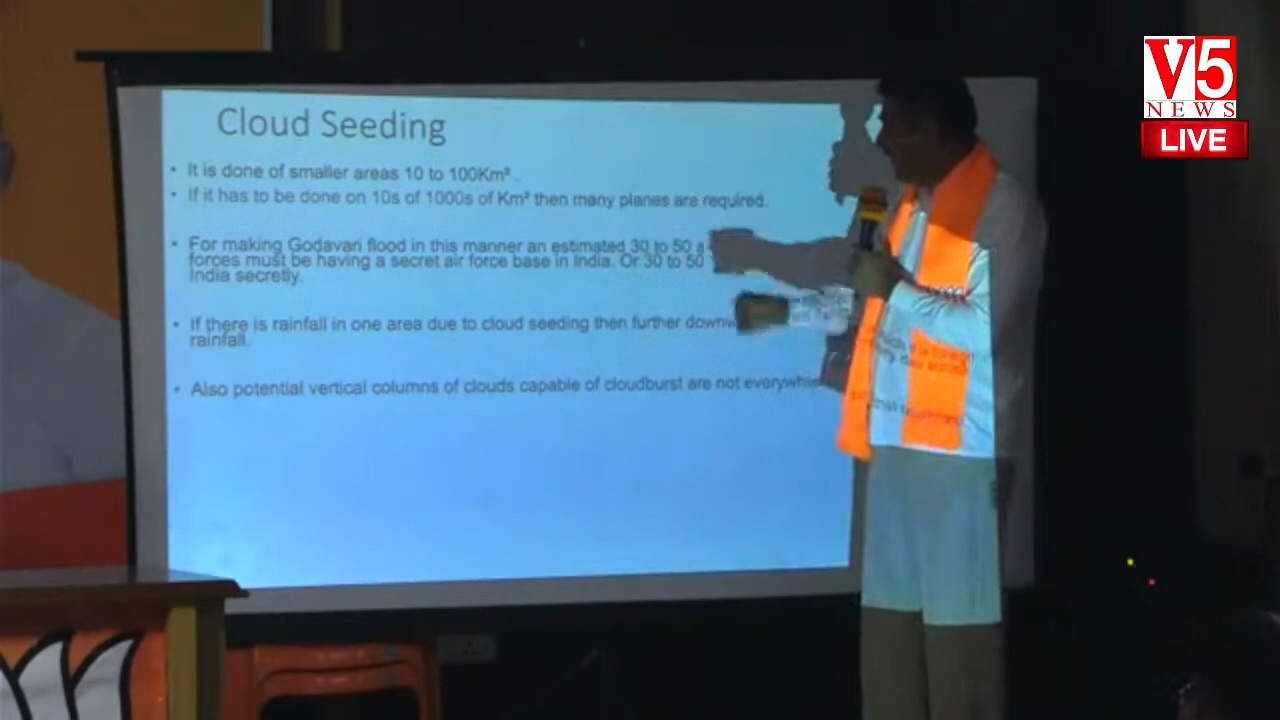 V5
NEWS
LIVE
Cloud Seeding
• It is done of smaller areas 10 to 100Km² .
• If it has to be done on 10s of 1000s of Km² then many planes are required.
• For making Godavari flood in this manner an estimated 30 to 50
forces must be having a secret air force base in India. Or 30 to 50
India secretly.
• If there is rainfall in one area due to cloud seeding then further
rainfall.
• Also potential vertical columns of clouds capable of cloudburst are not